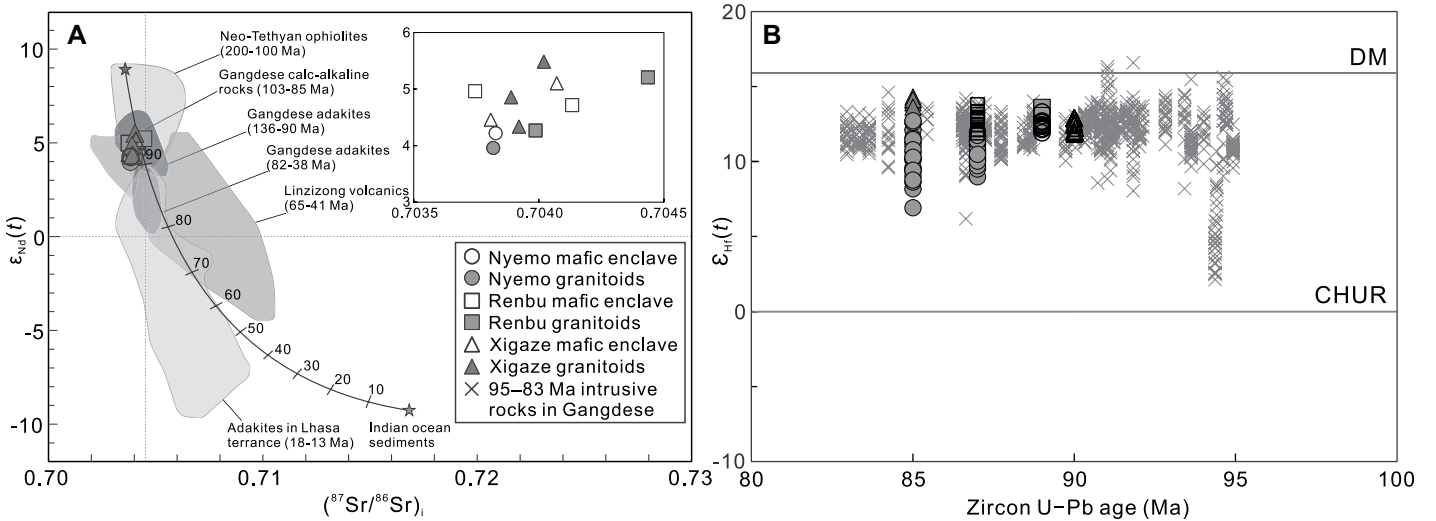 A
10
5
0
-5
-10
εNd(t)
0.70
0.71
0.72
0.73
(87Sr/86Sr)i
Neo-Tethyan ophiolites
(200-100 Ma)
Gangdese calc-alkaline
rocks (103-85 Ma)
Gangdese adakites
(136-90 Ma)
Gangdese adakites
(82-38 Ma)
Linzizong volcanics
(65-41 Ma)
90
80
70
60
50
40
30
20
10
Adakites in Lhasa
terrance (18-13 Ma)
Indian ocean
sediments
6
5
4
3
0.7035
0.704
0.7045
Nyemo mafic enclave
Nyemo granitoids
Renbu mafic enclave
Renbu granitoids
Xigaze mafic enclave
Xigaze granitoids
95–83 Ma intrusive
rocks in Gangdese
B
20
10
0
-5
-10
εHf(t)
DM
CHUR
80
85
90
95
100
Zircon U−Pb age (Ma)